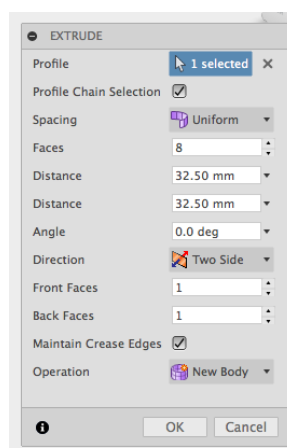 EXTRUDE
Profile 1 selected
Profile Chain Selection
Spacing Uniform
Faces 8
Distance 32.50 mm
Distance 32.50 mm
Angle 0.0 deg
Direction Two Side
Front Faces 1
Back Faces 1
Maintain Crease Edges
Operation New Body
OK Cancel